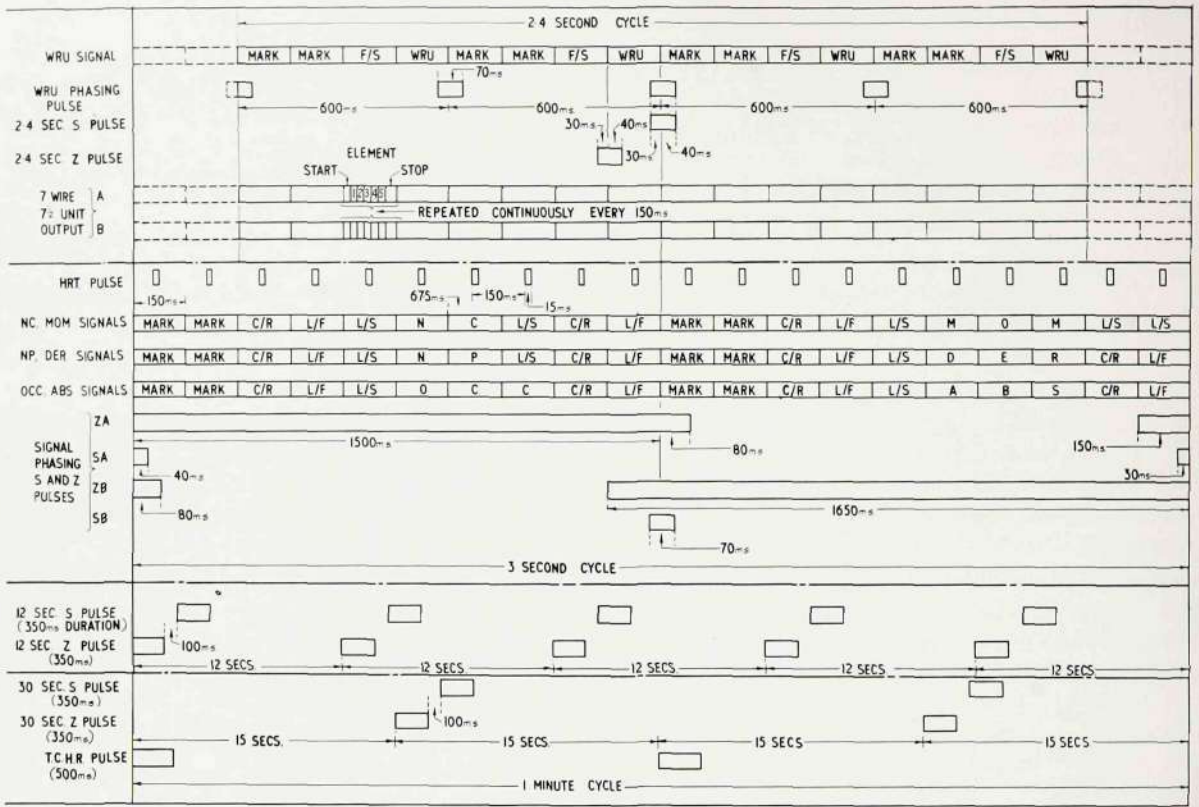 2·4 SECOND CYCLE
WRU SIGNAL MARK MARK F/S WRU MARK MARK F/S WRU MARK MARK F/S WRU MARK MARK F/S WRU
70ms
WRU PHASING PULSE
600ms 600ms 600ms 600ms
2·4 SEC. S PULSE
30ms 40ms
2·4 SEC. Z PULSE
30ms 40ms
ELEMENT
START STOP
7 WIRE 7½ UNIT OUTPUT A B
1 2 3 4 5
REPEATED CONTINUOUSLY EVERY 150ms
HRT PULSE
150ms 675ms 150ms 15ms
NC. MOM SIGNALS MARK MARK C/R L/F L/S N C L/S C/R L/F MARK MARK C/R L/F L/S M O M L/S L/S
NP. DER SIGNALS MARK MARK C/R L/F L/S N P L/S C/R L/F MARK MARK C/R L/F L/S D E R C/R L/F
OCC. ABS SIGNALS MARK MARK C/R L/F L/S O C C C/R L/F MARK MARK C/R L/F L/S A B S C/R L/F
SIGNAL PHASING S AND Z PULSES
ZA
1500ms 80ms 150ms
SA
40ms 30ms
ZB
80ms 1650ms
SB
70ms
3 SECOND CYCLE
12 SEC. S PULSE
(350ms DURATION)
12 SEC. Z PULSE
(350ms)
100ms
12 SECS. 12 SECS. 12 SECS. 12 SECS. 12 SECS
30 SEC. S PULSE
(350ms)
30 SEC. Z PULSE
(350ms)
100ms
15 SECS. 15 SECS. 15 SECS 15 SECS
T.C.H.R PULSE
(500ms)
1 MINUTE CYCLE